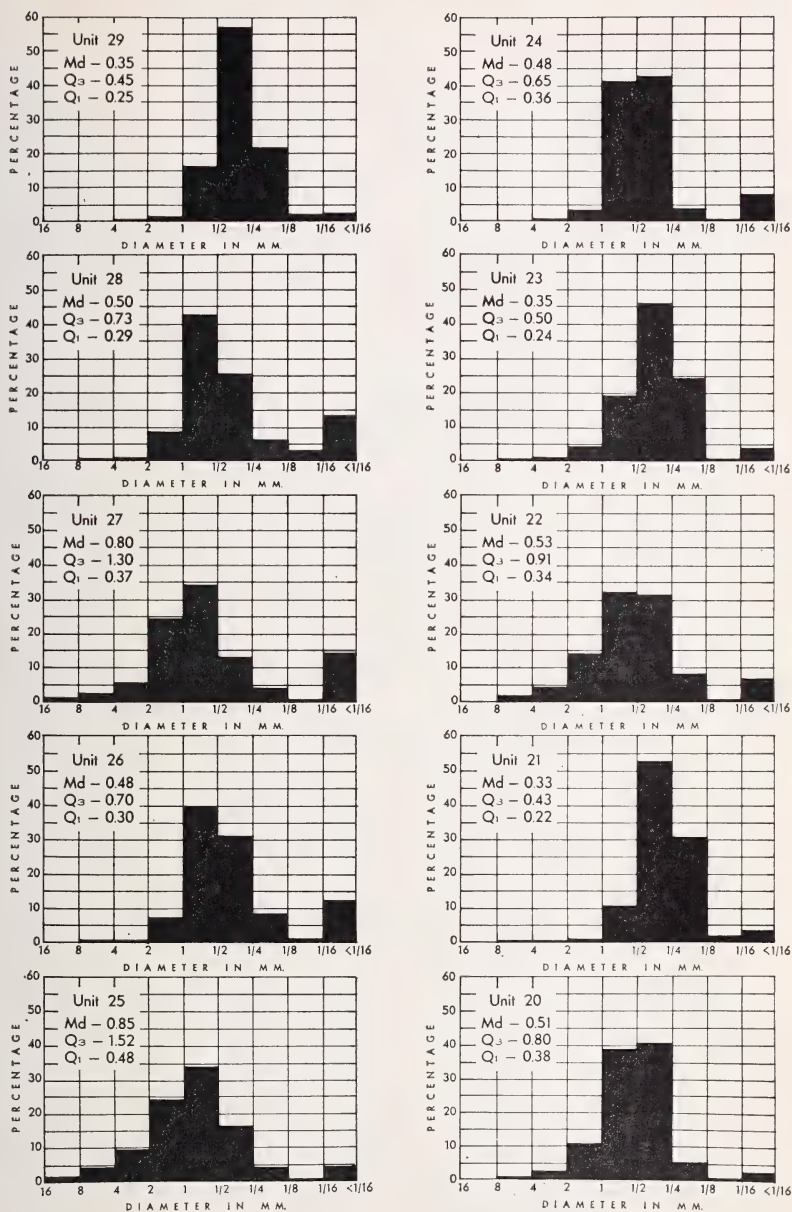 PERCENTAGE
60
50
40
30
20
10
0
Unit 29
Md – 0.35
Q3 – 0.45
Q1 – 0.25
16 8 4 2 1 1/2 1/4 1/8 1/16 <1/16
DIAMETER IN MM.
PERCENTAGE
60
50
40
30
20
10
0
Unit 28
Md – 0.50
Q3 – 0.73
Q1 – 0.29
16 8 4 2 1 1/2 1/4 1/8 1/16 <1/16
DIAMETER IN MM.
PERCENTAGE
60
50
40
30
20
10
0
Unit 27
Md – 0.80
Q3 – 1.30
Q1 – 0.37
16 8 4 2 1 1/2 1/4 1/8 1/16 <1/16
DIAMETER IN MM.
PERCENTAGE
60
50
40
30
20
10
0
Unit 26
Md – 0.48
Q3 – 0.70
Q1 – 0.30
16 8 4 2 1 1/2 1/4 1/8 1/16 <1/16
DIAMETER IN MM.
PERCENTAGE
60
50
40
30
20
10
0
Unit 25
Md – 0.85
Q3 – 1.52
Q1 – 0.48
16 8 4 2 1 1/2 1/4 1/8 1/16 <1/16
DIAMETER IN MM.
PERCENTAGE
60
50
40
30
20
10
0
Unit 24
Md – 0.48
Q3 – 0.65
Q1 – 0.36
16 8 4 2 1 1/2 1/4 1/8 1/16 <1/16
DIAMETER IN MM.
PERCENTAGE
60
50
40
30
20
10
0
Unit 23
Md – 0.35
Q3 – 0.50
Q1 – 0.24
16 8 4 2 1 1/2 1/4 1/8 1/16 <1/16
DIAMETER IN MM.
PERCENTAGE
60
50
40
30
20
10
0
Unit 22
Md – 0.53
Q3 – 0.91
Q1 – 0.34
16 8 4 2 1 1/2 1/4 1/8 1/16 <1/16
DIAMETER IN MM
PERCENTAGE
60
50
40
30
20
10
0
Unit 21
Md – 0.33
Q3 – 0.43
Q1 – 0.22
16 8 4 2 1 1/2 1/4 1/8 1/16 <1/16
DIAMETER IN MM.
PERCENTAGE
60
50
40
30
20
10
0
Unit 20
Md – 0.51
Q3 – 0.80
Q1 – 0.38
16 8 4 2 1 1/2 1/4 1/8 1/16 <1/16
DIAMETER IN MM.